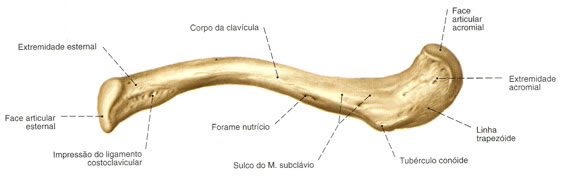 Face
articular
acromial
Corpo da clavícula
Extremidade esternal
Extremidade
acromial
Face articular
esternal
Forame nutrício
Linha
trapezóide
Impressão do ligamento
costoclavicular
Sulco do M. subclávio
Tubérculo conóide